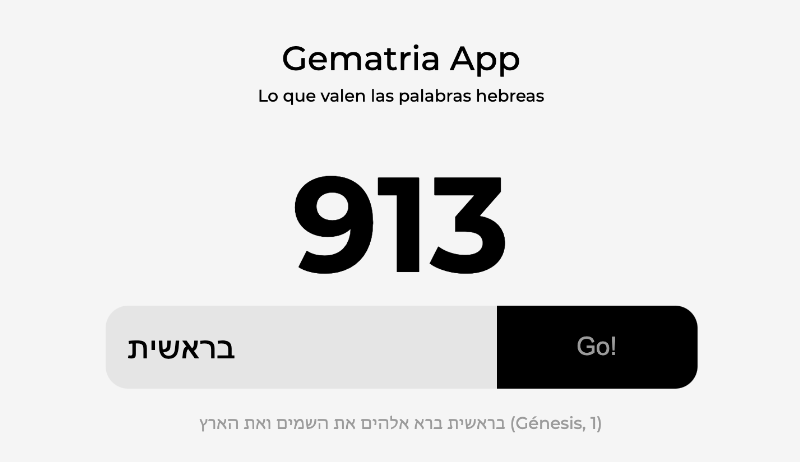 Gematria App
Lo que valen las palabras hebreas
913
בראשית
Go!
בראשית ברא אלהים את השמים ואת הארץ (Génesis, 1)